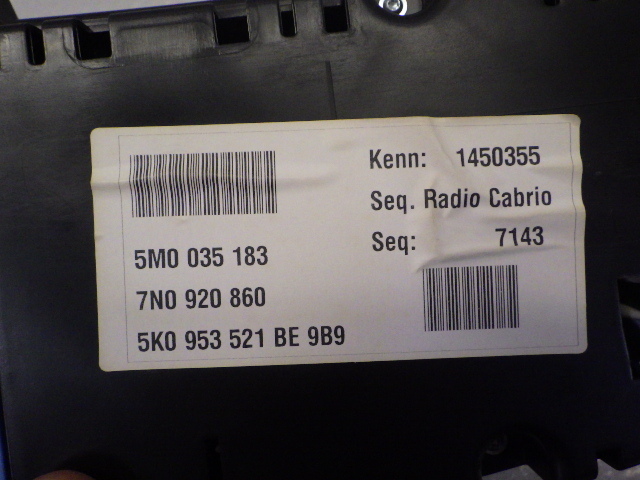 Kenn: 1450355
Seq. Radio Cabrio
Seq: 7143
5M0 035 183
7N0 920 860
5K0 953 521 BE 9B9